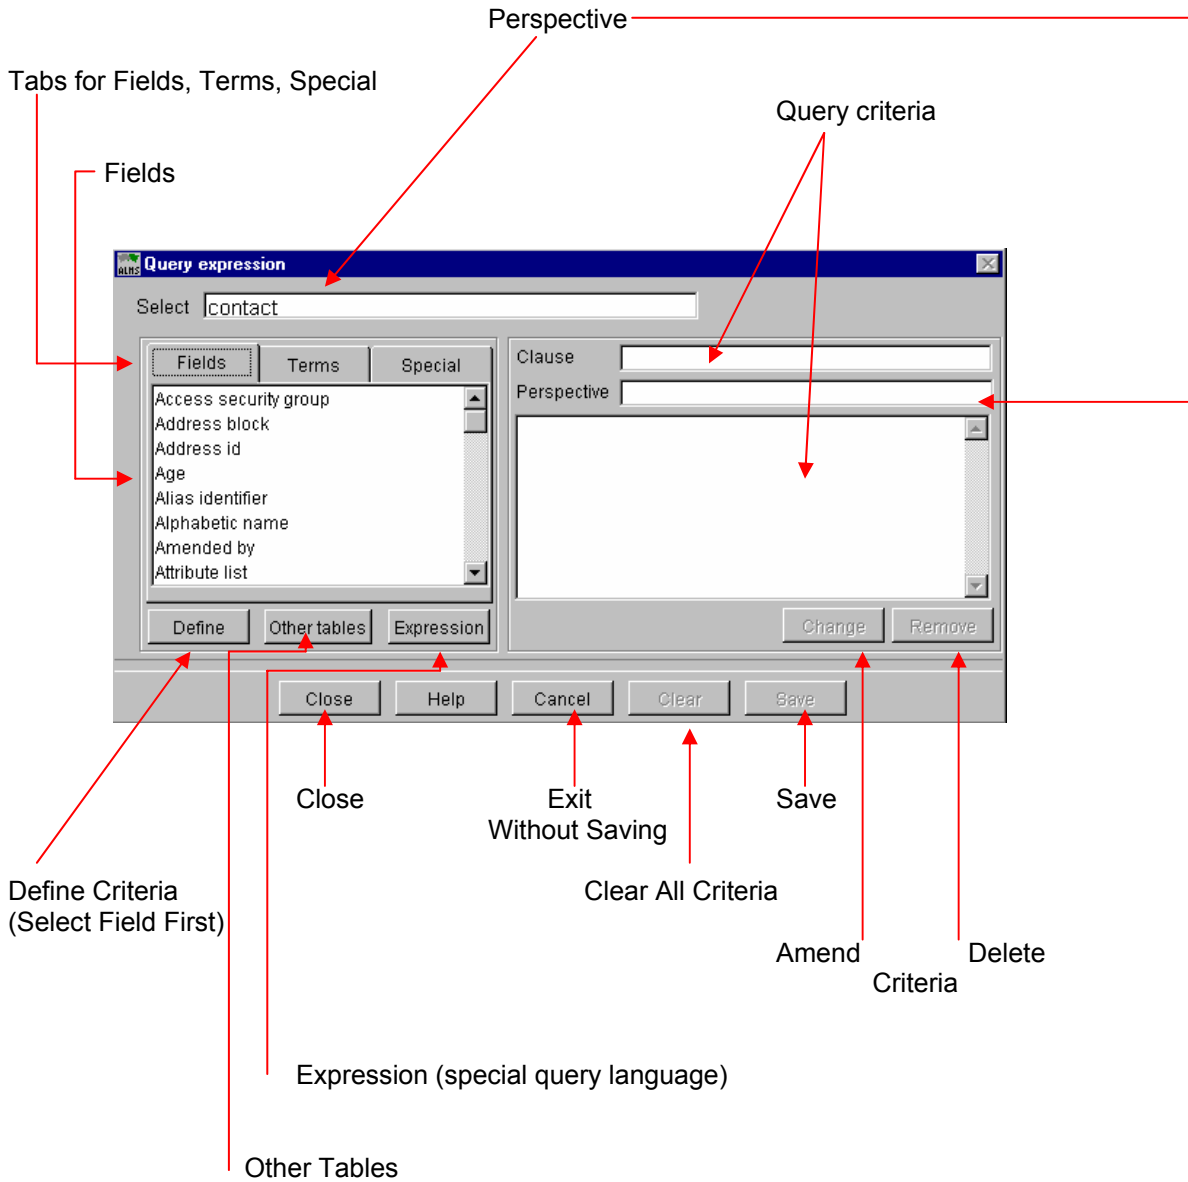 Perspective
Tabs for Fields, Terms, Special
Query criteria
Fields
ALMS Query expression
Select contact
Fields Terms Special
Access security group
Address block
Address id
Age
Alias identifier
Alphabetic name
Amended by
Attribute list
Define Other tables Expression
Clause
Perspective
Change Remove
Close Help Cancel Clear Save
Close
Exit
Without Saving
Save
Define Criteria
(Select Field First)
Clear All Criteria
Amend Delete
Criteria
Expression (special query language)
Other Tables